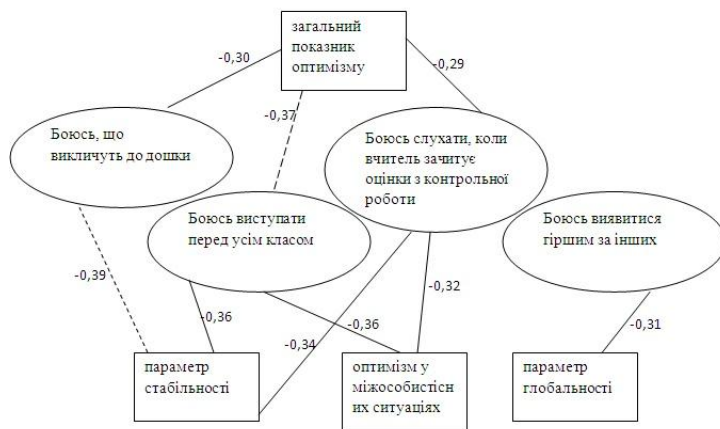 загальний
показник
оптимізму
-0,30
-0,29
-0,37
Боюсь, що
викличуть до дошки
Боюсь слухати, коли
вчитель зачитує
оцінки з контрольної
роботи
Боюсь виступати
перед усім класом
Боюсь виявитися
гіршим за інших
-0,39
-0,32
-0,36
-0,36
-0,34
-0,31
параметр
стабільності
оптимізм у
міжособистісн
их ситуаціях
параметр
глобальності